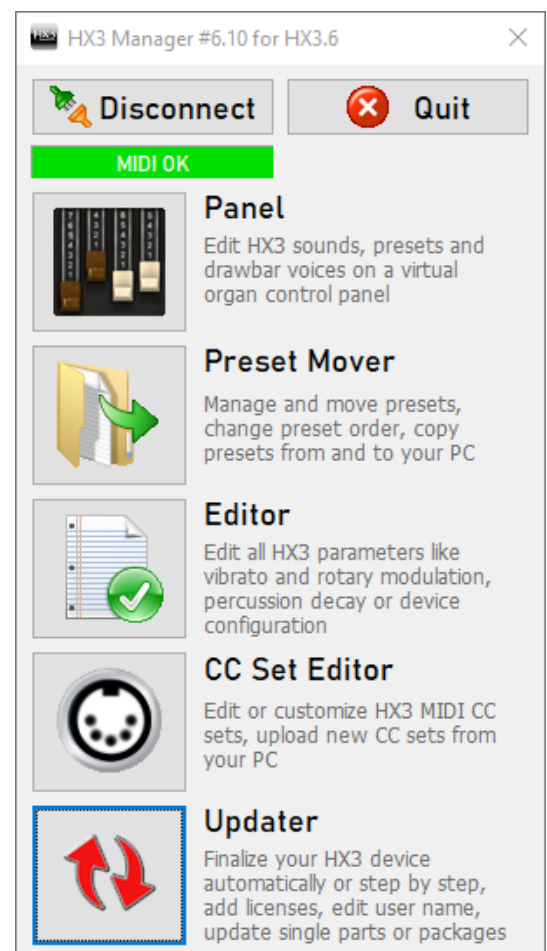 HX3 Manager #6.10 for HX3.6
Disconnect
Quit
MIDI OK
Panel
Edit HX3 sounds, presets and
drawbar voices on a virtual
organ control panel
Preset Mover
Manage and move presets,
change preset order, copy
presets from and to your PC
Editor
Edit all HX3 parameters like
vibrato and rotary modulation,
percussion decay or device
configuration
CC Set Editor
Edit or customize HX3 MIDI CC
sets, upload new CC sets from
your PC
Updater
Finalize your HX3 device
automatically or step by step,
add licenses, edit user name,
update single parts or packages